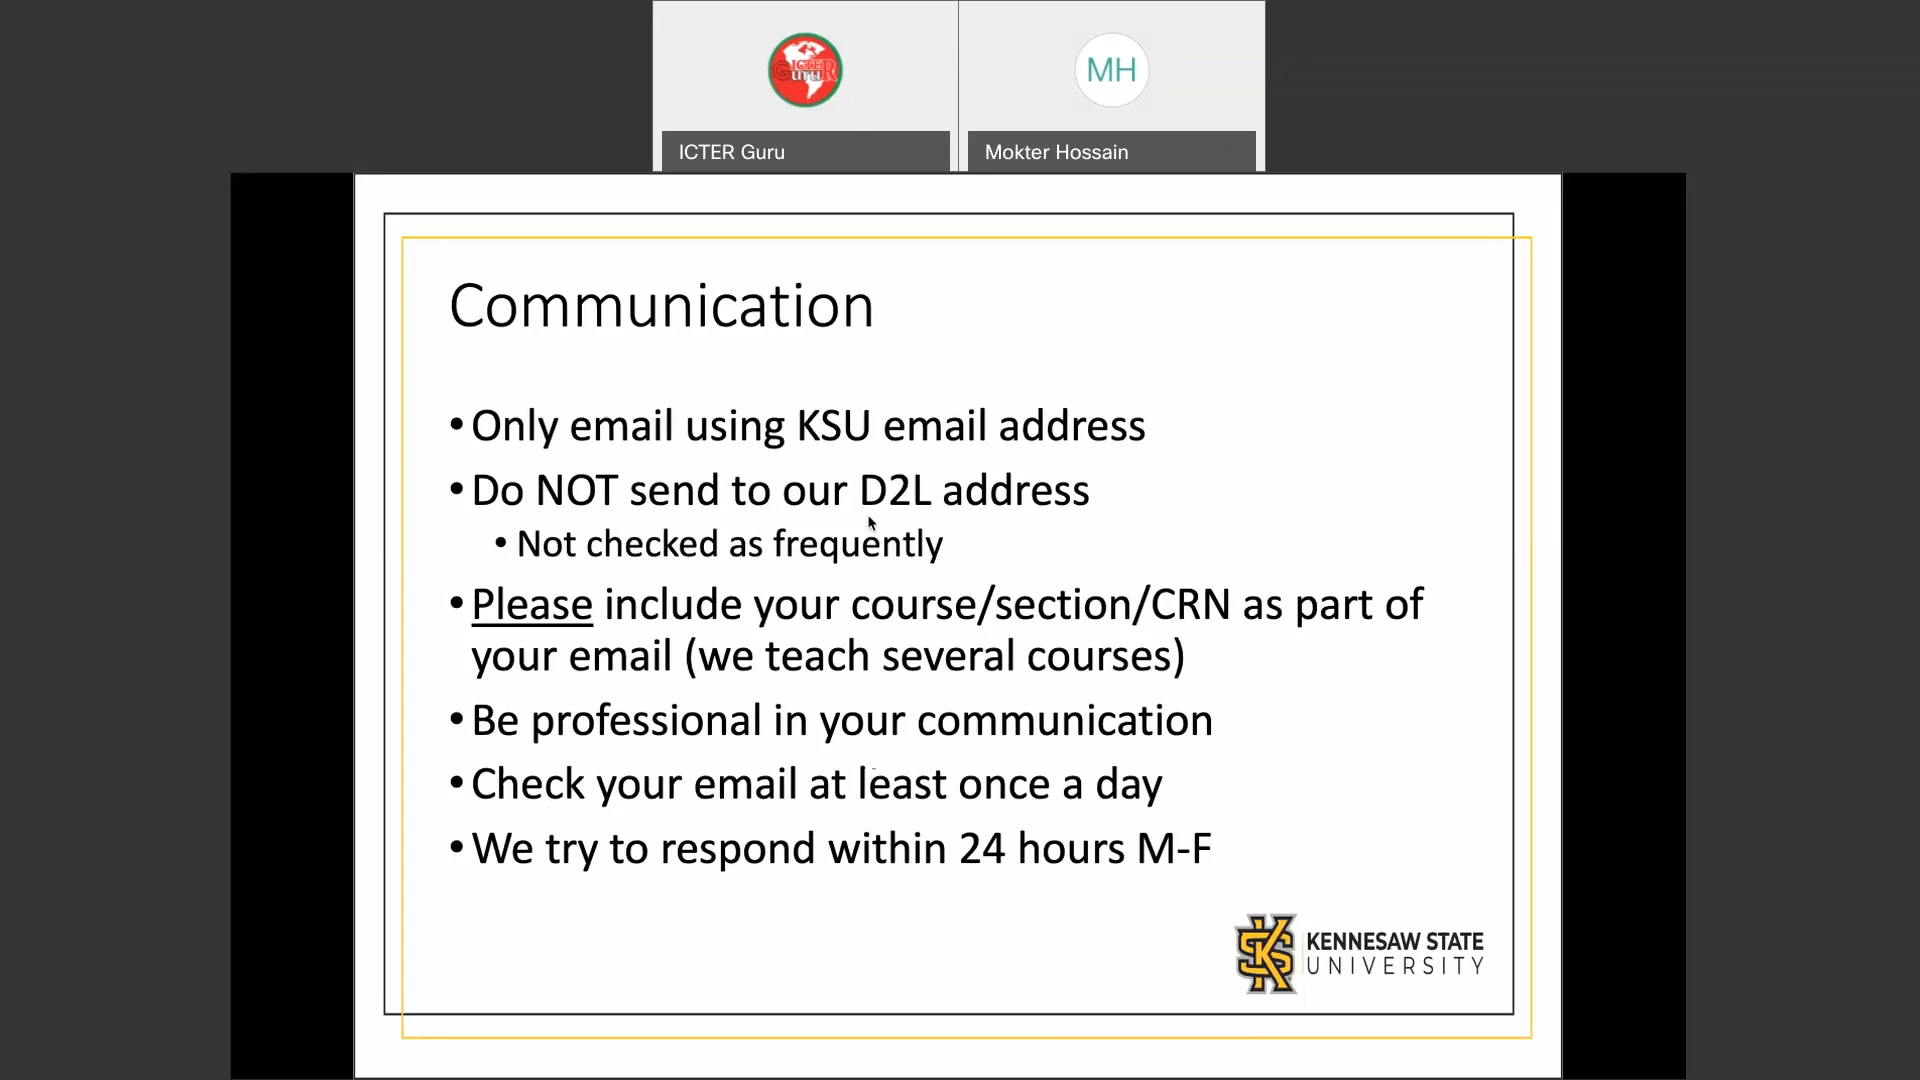 ICTER
Guru
MH
ICTER Guru
Mokter Hossain
Communication
• Only email using KSU email address
• Do NOT send to our D2L address
• Not checked as frequently
• Please include your course/section/CRN as part of
your email (we teach several courses)
• Be professional in your communication
• Check your email at least once a day
• We try to respond within 24 hours M-F
KS
KENNESAW STATE
UNIVERSITY